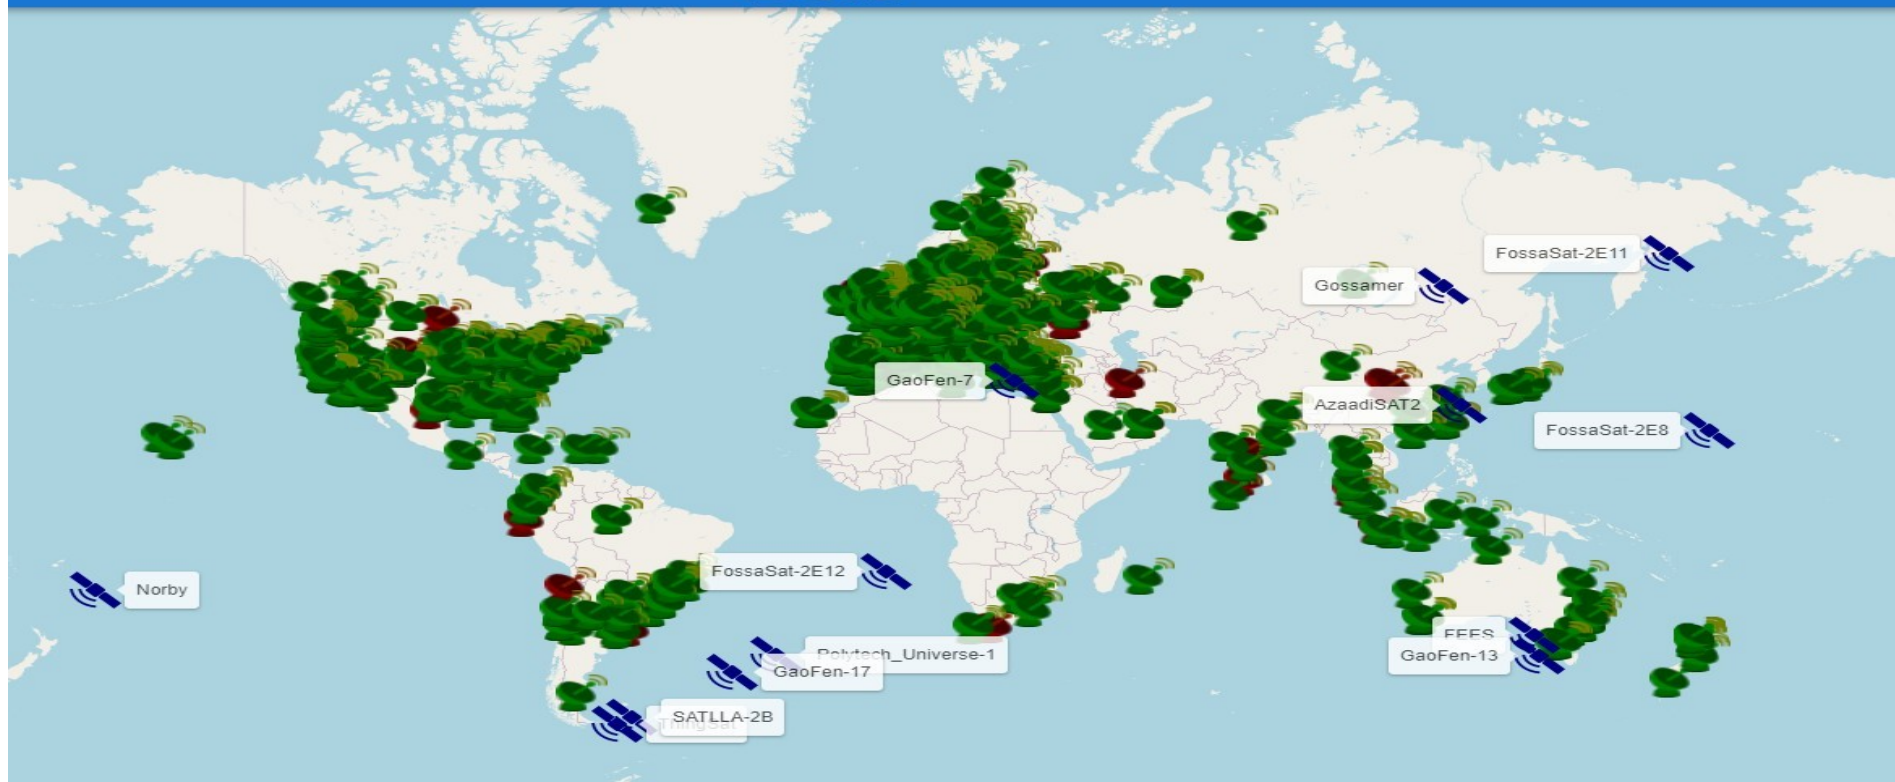 FossaSat-2E11
Gossamer
GaoFen-7
AzaadiSAT2
FossaSat-2E8
FossaSat-2E12
Norby
FEES
Polytech_Universe-1
GaoFen-13
GaoFen-17
SATLLA-2B
ThingSat